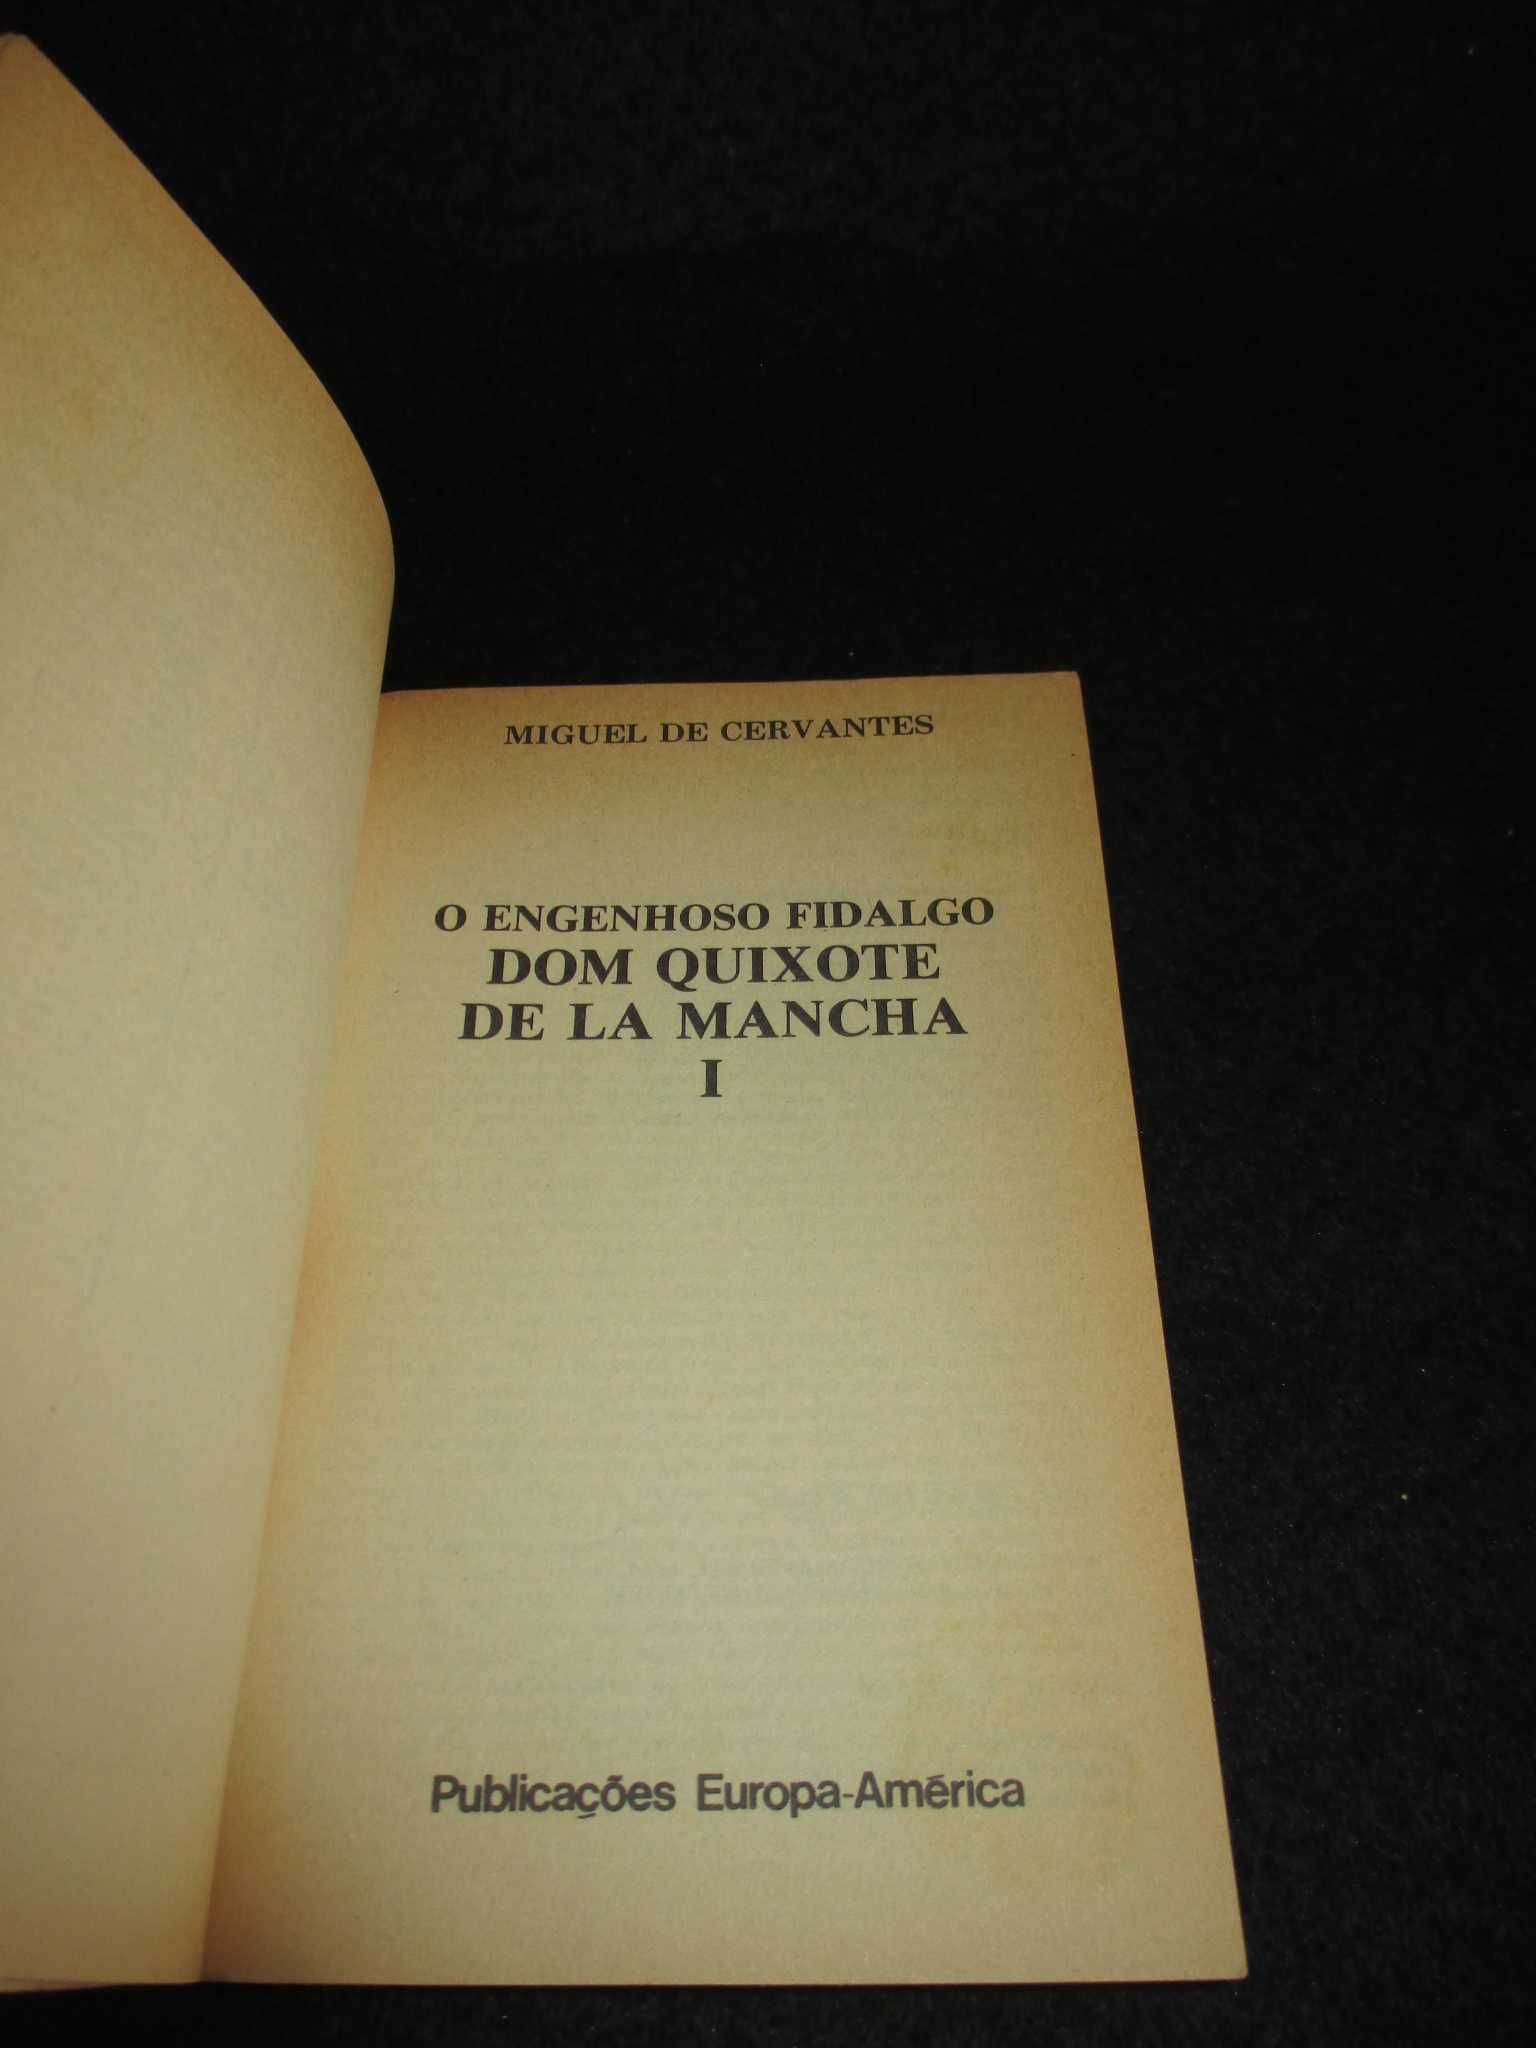 MIGUEL DE CERVANTES
O ENGENHOSO FIDALGO
DOM QUIXOTE
DE LA MANCHA
I
Publicações Europa-América